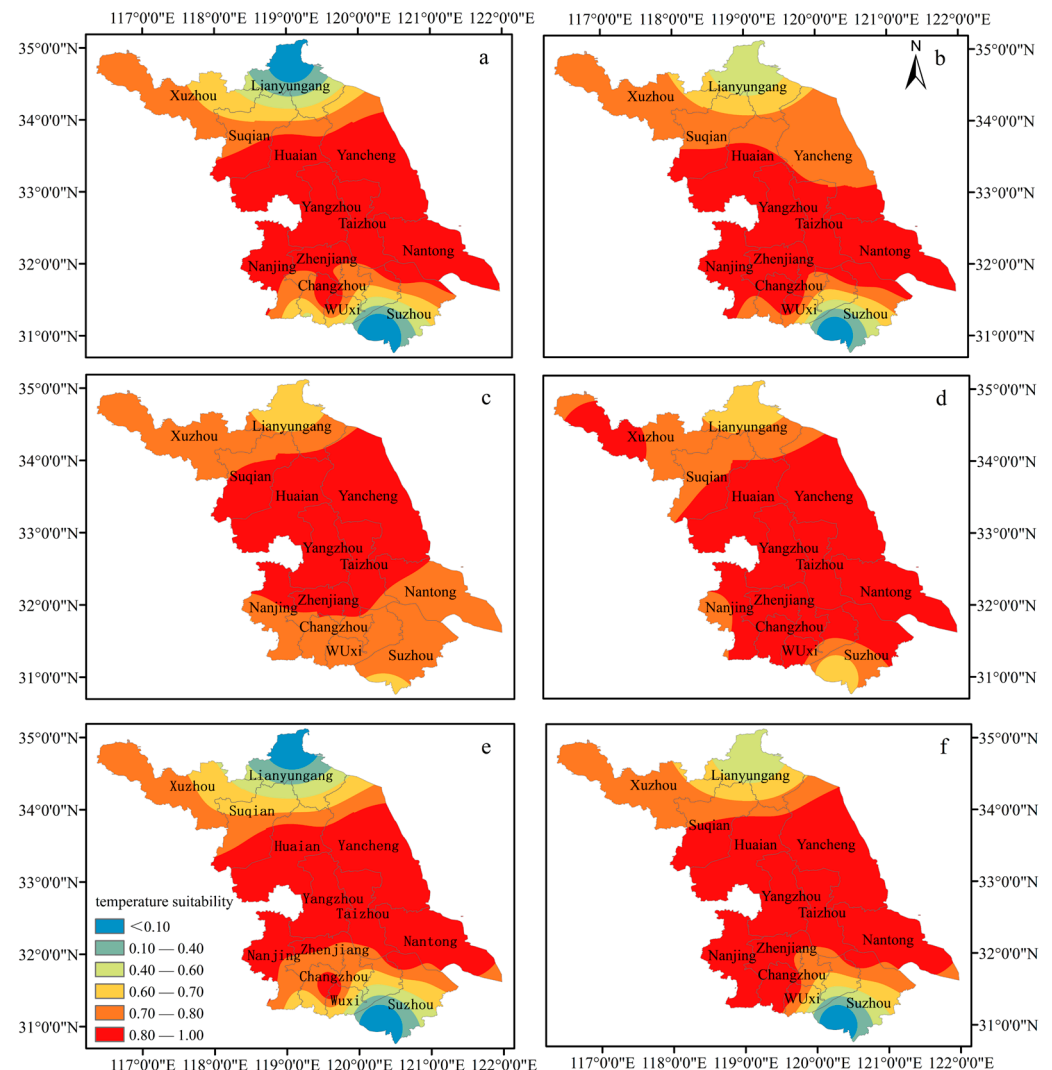 117°0'0"E 118°0'0"E 119°0'0"E 120°0'0"E 121°0'0"E 122°0'0"E
117°0'0"E 118°0'0"E 119°0'0"E 120°0'0"E 121°0'0"E 122°0'0"E
35°0'0"N
34°0'0"N
33°0'0"N
32°0'0"N
31°0'0"N
a
Lianyungang
Xuzhou
Suqian
Huaian
Yancheng
Yangzhou
Taizhou
Nantong
Zhenjiang
Nanjing
Changzhou
WUxi
Suzhou
N
b
Lianyungang
Xuzhou
Suqian
Huaian
Yancheng
Yangzhou
Taizhou
Nantong
Zhenjiang
Nanjing
Changzhou
WUxi
Suzhou
35°0'0"N
34°0'0"N
33°0'0"N
32°0'0"N
31°0'0"N
35°0'0"N
34°0'0"N
33°0'0"N
32°0'0"N
31°0'0"N
c
Lianyungang
Xuzhou
Suqian
Huaian
Yancheng
Yangzhou
Taizhou
Nantong
Zhenjiang
Nanjing
Changzhou
WUxi
Suzhou
d
Lianyungang
Xuzhou
Suqian
Huaian
Yancheng
Yangzhou
Taizhou
Nantong
Zhenjiang
Nanjing
Changzhou
WUxi
Suzhou
35°0'0"N
34°0'0"N
33°0'0"N
32°0'0"N
31°0'0"N
35°0'0"N
34°0'0"N
33°0'0"N
32°0'0"N
31°0'0"N
e
Lianyungang
Xuzhou
Suqian
Huaian
Yancheng
Yangzhou
Taizhou
Nantong
Zhenjiang
Nanjing
Changzhou
Wuxi
Suzhou
temperature suitability
＜0.10
0.10 — 0.40
0.40 — 0.60
0.60 — 0.70
0.70 — 0.80
0.80 — 1.00
f
Lianyungang
Xuzhou
Suqian
Huaian
Yancheng
Yangzhou
Taizhou
Nantong
Zhenjiang
Nanjing
Changzhou
WUxi
Suzhou
35°0'0"N
34°0'0"N
33°0'0"N
32°0'0"N
31°0'0"N
117°0'0"E 118°0'0"E 119°0'0"E 120°0'0"E 121°0'0"E 122°0'0"E
117°0'0"E 118°0'0"E 119°0'0"E 120°0'0"E 121°0'0"E 122°0'0"E